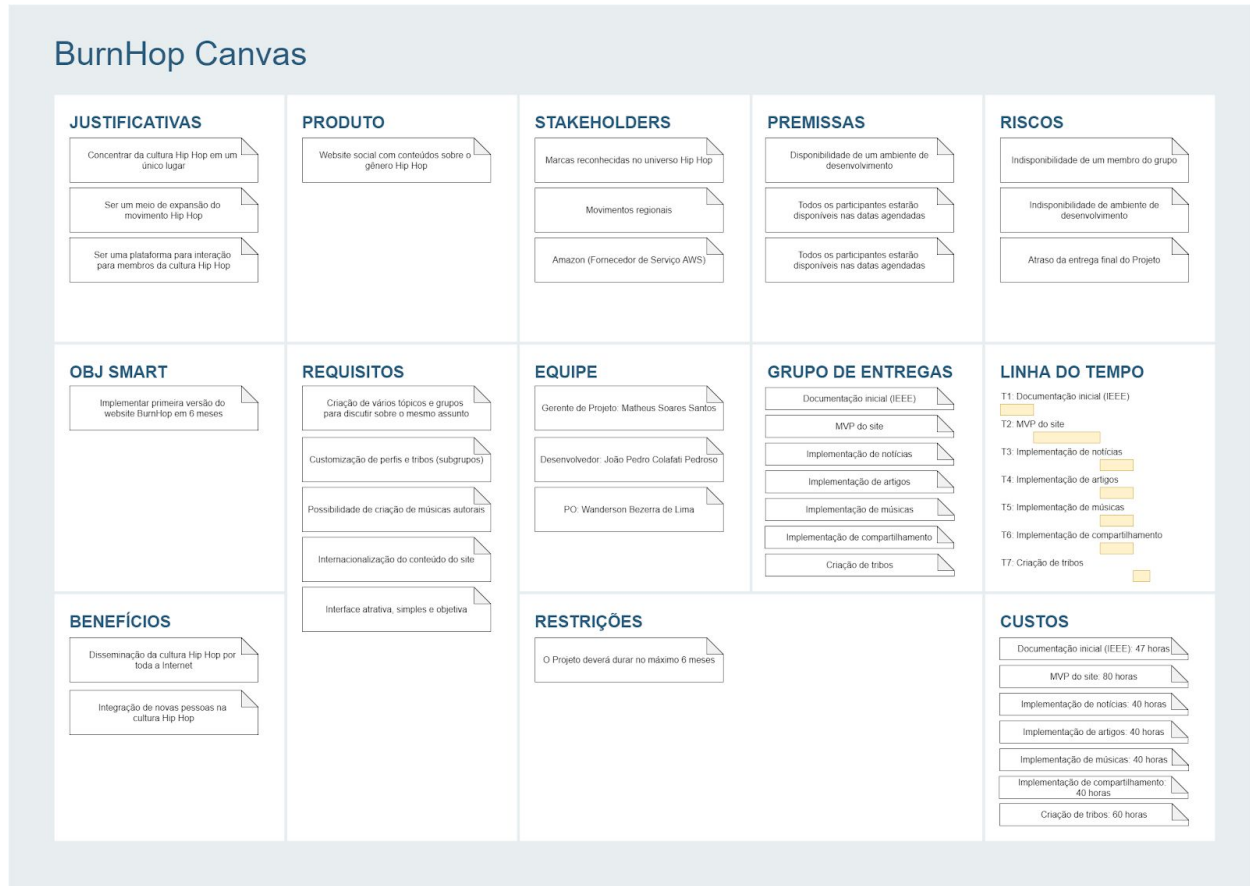 BurnHop Canvas
JUSTIFICATIVAS
Concentrar da cultura Hip Hop em um
único lugar
Ser um meio de expansão do
movimento Hip Hop
Ser uma plataforma para interação
para membros da cultura Hip Hop
PRODUTO
Website social com conteúdos sobre o
gênero Hip Hop
STAKEHOLDERS
Marcas reconhecidas no universo Hip Hop
Movimentos regionais
Amazon (Fornecedor de Serviço AWS)
PREMISSAS
Disponibilidade de um ambiente de
desenvolvimento
Todos os participantes estarão
disponíveis nas datas agendadas
Todos os participantes estarão
disponíveis nas datas agendadas
RISCOS
Indisponibilidade de um membro do grupo
Indisponibilidade de ambiente de
desenvolvimento
Atraso da entrega final do Projeto
OBJ SMART
Implementar primeira versão do
website BurnHop em 6 meses
REQUISITOS
Criação de vários tópicos e grupos
para discutir sobre o mesmo assunto
Customização de perfis e tribos (subgrupos)
Possibilidade de criação de músicas autorais
Internacionalização do conteúdo do site
Interface atrativa, simples e objetiva
EQUIPE
Gerente de Projeto: Matheus Soares Santos
Desenvolvedor: João Pedro Colafati Pedroso
PO: Wanderson Bezerra de Lima
GRUPO DE ENTREGAS
Documentação inicial (IEEE)
MVP do site
Implementação de notícias
Implementação de artigos
Implementação de músicas
Implementação de compartilhamento
Criação de tribos
LINHA DO TEMPO
T1: Documentação inicial (IEEE)
T2: MVP do site
T3: Implementação de notícias
T4: Implementação de artigos
T5: Implementação de músicas
T6: Implementação de compartilhamento
T7: Criação de tribos
BENEFÍCIOS
Disseminação da cultura Hip Hop por
toda a Internet
Integração de novas pessoas na
cultura Hip Hop
RESTRIÇÕES
O Projeto deverá durar no máximo 6 meses
CUSTOS
Documentação inicial (IEEE): 47 horas
MVP do site: 80 horas
Implementação de notícias: 40 horas
Implementação de artigos: 40 horas
Implementação de músicas: 40 horas
Implementação de compartilhamento:
40 horas
Criação de tribos: 60 horas